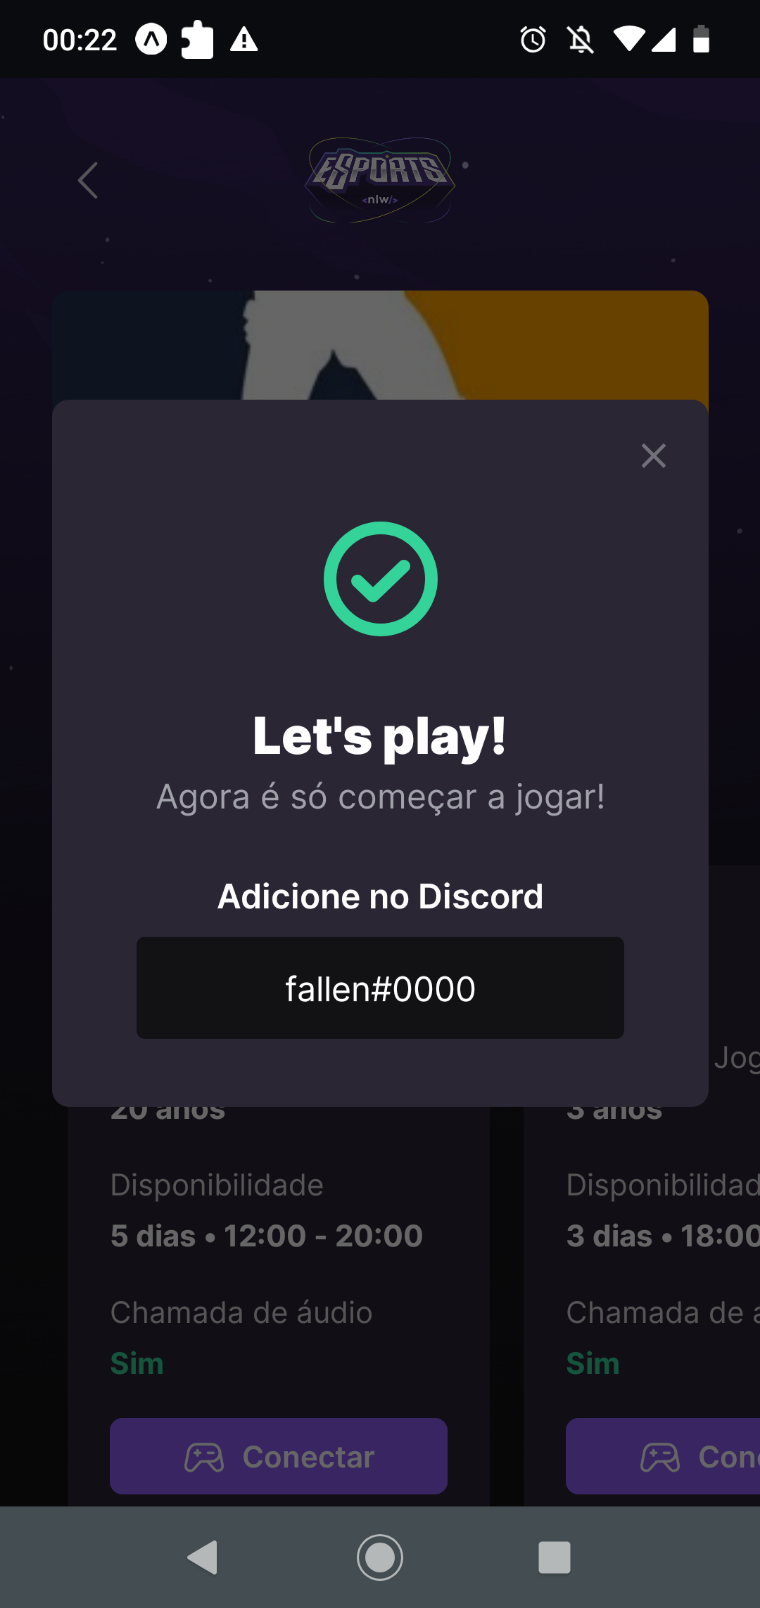 00:22
ESPORTS
<nlw/>
Let's play!
Agora é só começar a jogar!
Adicione no Discord
fallen#0000
Jog
20 anos
3 anos
Disponibilidade
Disponibilidad
5 dias • 12:00 - 20:00
3 dias • 18:00
Chamada de áudio
Chamada de a
Sim
Sim
Conectar
Con